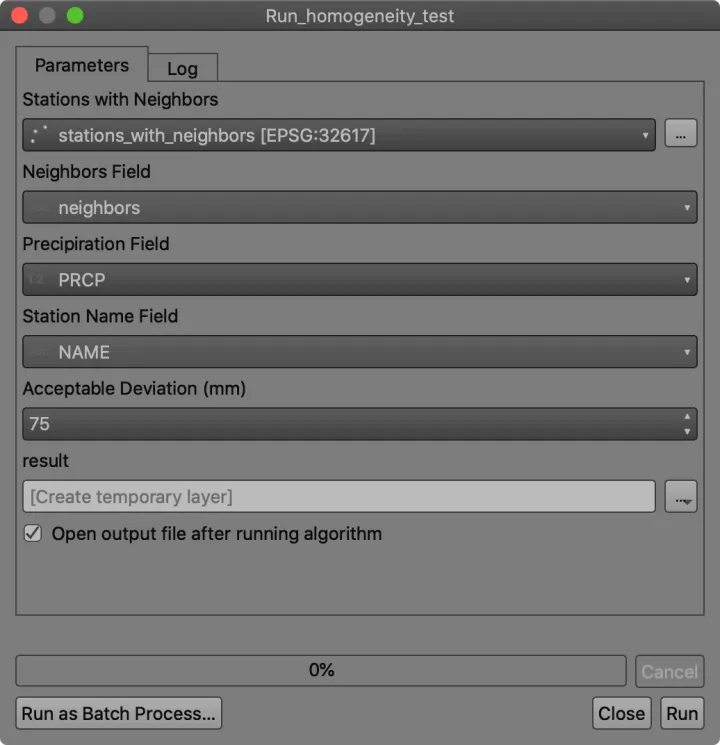 Run_homogeneity_test
Parameters
Log
Stations with Neighbors
stations_with_neighbors [EPSG:32617]
...
Neighbors Field
neighbors
Precipiration Field
1.2
PRCP
Station Name Field
NAME
Acceptable Deviation (mm)
75
result
[Create temporary layer]
...
Open output file after running algorithm
0%
Cancel
Run as Batch Process...
Close
Run